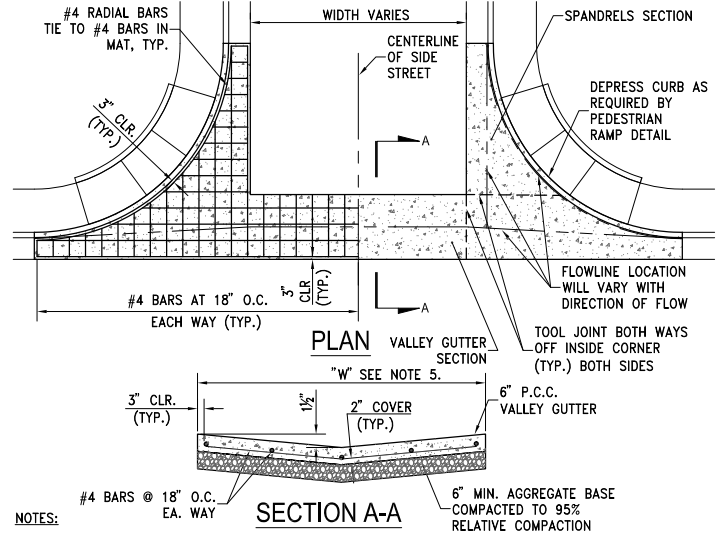 #4 RADIAL BARS
TIE TO #4 BARS IN
MAT, TYP.
WIDTH VARIES
CENTERLINE
OF SIDE
STREET
SPANDRELS SECTION
DEPRESS CURB AS
REQUIRED BY
PEDESTRIAN
RAMP DETAIL
3" CLR.
(TYP.)
A
#4 BARS AT 18" O.C.
EACH WAY (TYP.)
3"
CLR
(TYP.)
A
FLOWLINE LOCATION
WILL VARY WITH
DIRECTION OF FLOW
PLAN
VALLEY GUTTER
SECTION
TOOL JOINT BOTH WAYS
OFF INSIDE CORNER
(TYP.) BOTH SIDES
"W" SEE NOTE 5.
3" CLR.
(TYP.)
1½"
2" COVER
(TYP.)
6" P.C.C.
VALLEY GUTTER
#4 BARS @ 18" O.C.
EA. WAY
SECTION A-A
6" MIN. AGGREGATE BASE
COMPACTED TO 95%
RELATIVE COMPACTION
NOTES: